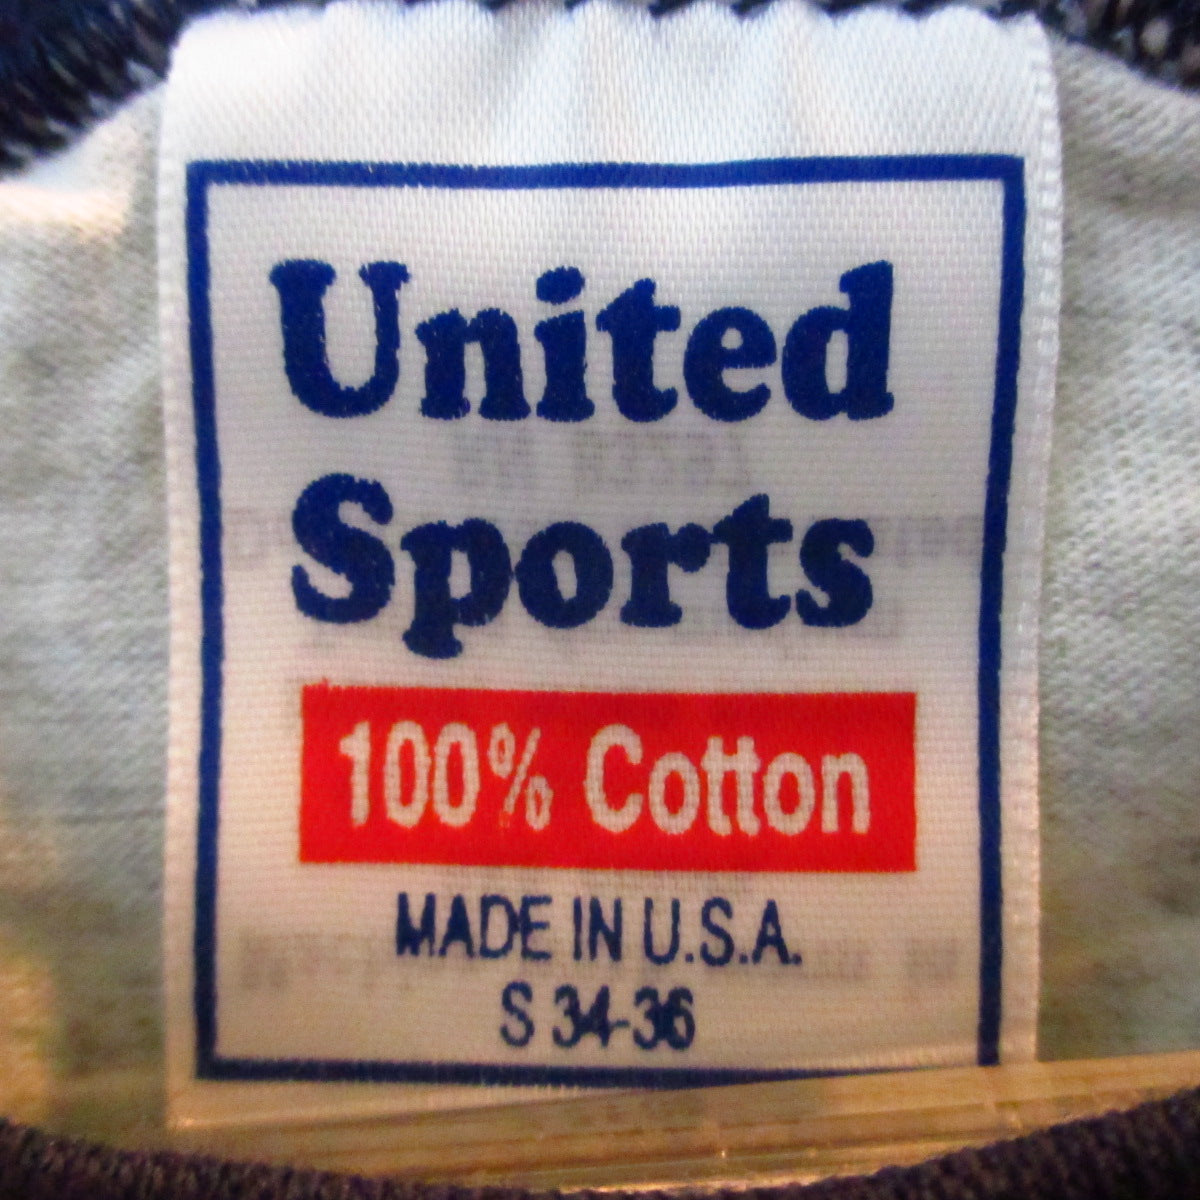 United
Sports
100% Cotton
MADE IN U.S.A.
S 34-36